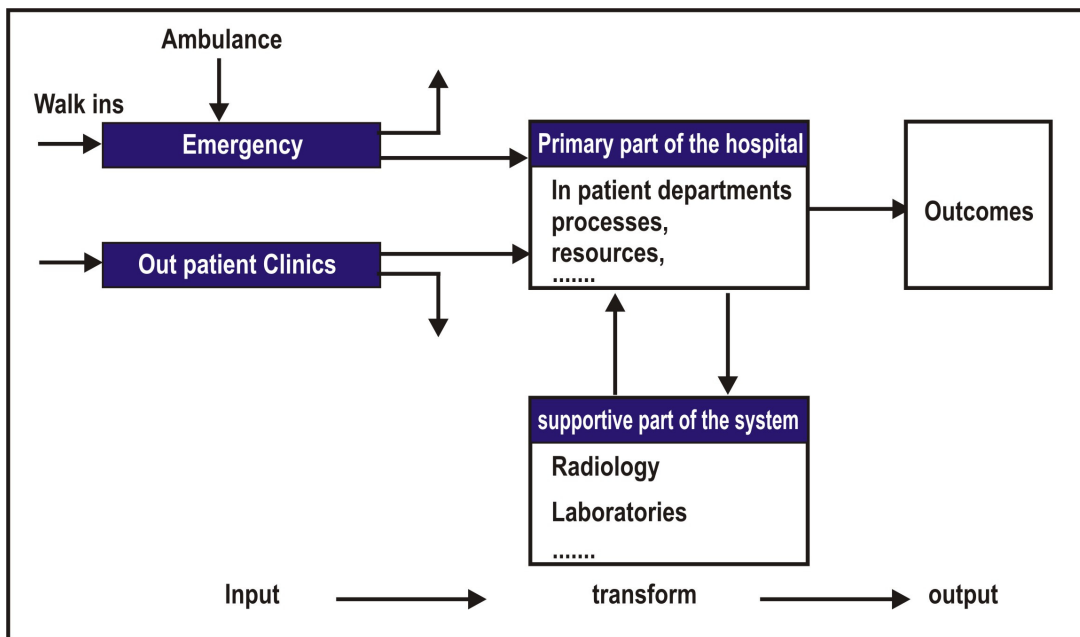 Ambulance
Walk ins
Emergency
Out patient Clinics
Primary part of the hospital
In patient departments
processes,
resources,
.......
Outcomes
supportive part of the system
Radiology
Laboratories
.......
Input
transform
output